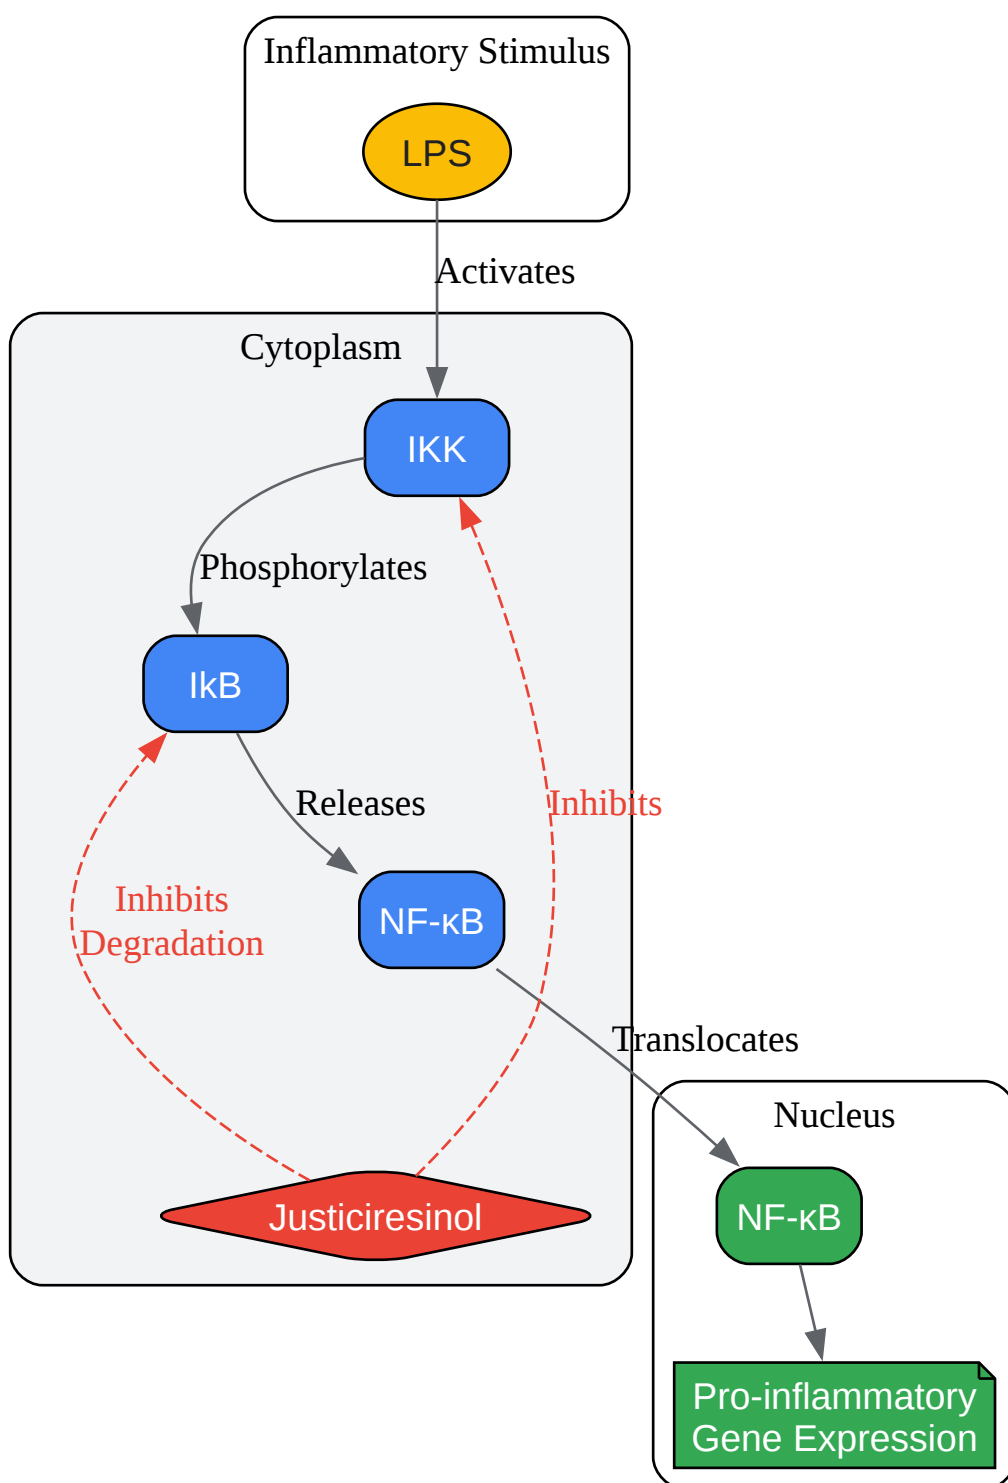 Inflammatory Stimulus
LPS
Activates
Cytoplasm
IKK
Phosphorylates
IkB
Releases
Inhibits
Inhibits
Degradation
NF-κB
Translocates
Nucleus
Justiciresinol
NF-κB
Pro-inflammatory
Gene Expression